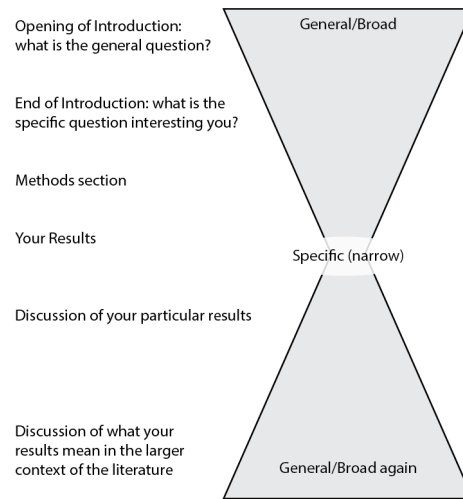 Opening of Introduction:
what is the general question?
General/Broad
End of Introduction: what is the
specific question interesting you?
Methods section
Your Results
Specific (narrow)
Discussion of your particular results
Discussion of what your
results mean in the larger
context of the literature
General/Broad again